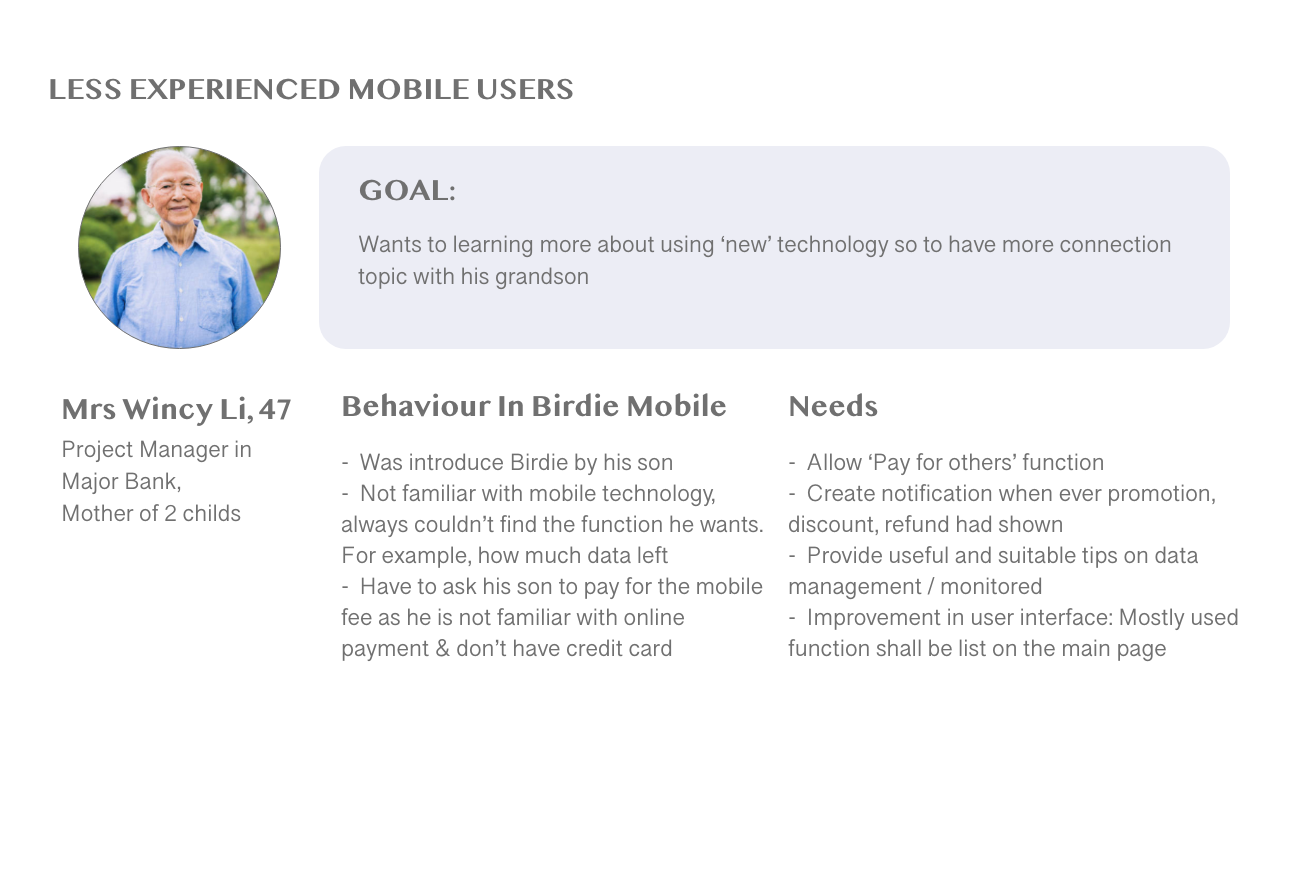 LESS EXPERIENCED MOBILE USERS
GOAL:
Wants to learning more about using ‘new’ technology so to have more connection
topic with his grandson
Mrs Wincy Li, 47
Project Manager in
Major Bank,
Mother of 2 childs
Behaviour In Birdie Mobile
- Was introduce Birdie by his son
- Not familiar with mobile technology,
always couldn’t find the function he wants.
For example, how much data left
- Have to ask his son to pay for the mobile
fee as he is not familiar with online
payment & don’t have credit card
Needs
- Allow ‘Pay for others’ function
- Create notification when ever promotion,
discount, refund had shown
- Provide useful and suitable tips on data
management / monitored
- Improvement in user interface: Mostly used
function shall be list on the main page